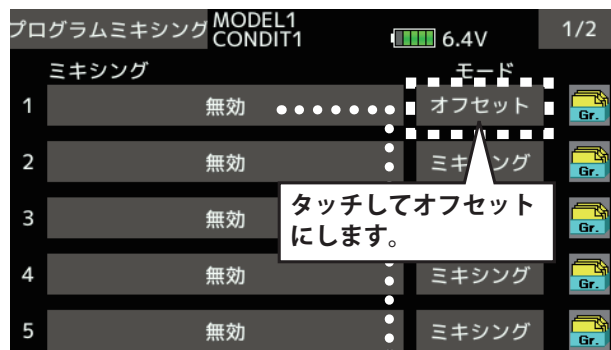 プログラムミキシング MODEL1 CONDIT1 6.4V 1/2
ミキシング モード
1 無効 オフセット Gr.
2 無効 ミキシング Gr.
タッチしてオフセット
にします。
3 無効 Gr.
4 無効 ミキシング Gr.
5 無効 ミキシング Gr.